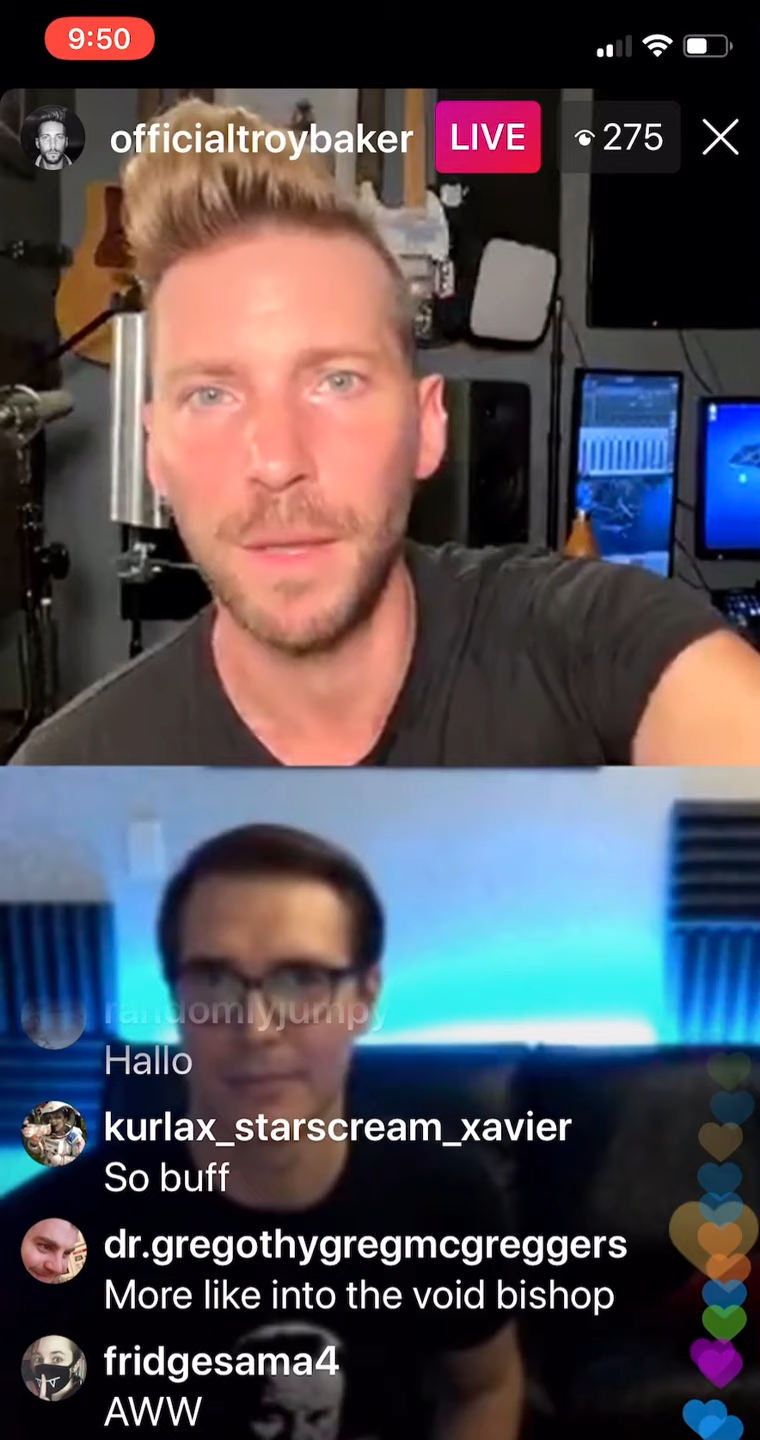 9:50
officialtroybaker LIVE 275
randomlyjumpy
Hallo
kurlax_starscream_xavier
So buff
dr.gregothygregmcgreggers
More like into the void bishop
fridgesama4
AWW